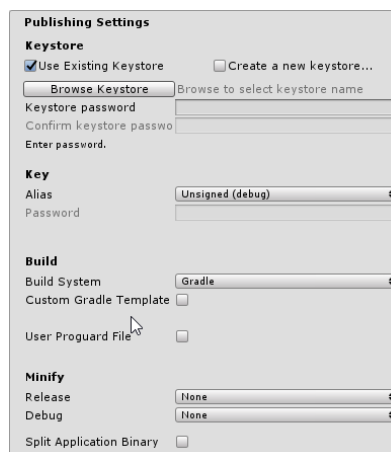 Publishing Settings
Keystore
Use Existing Keystore Create a new keystore...
Browse Keystore Browse to select keystore name
Keystore password
Confirm keystore passwo
Enter password.
Key
Alias Unsigned (debug)
Password
Build
Build System Gradle
Custom Gradle Template
User Proguard File
Minify
Release None
Debug None
Split Application Binary